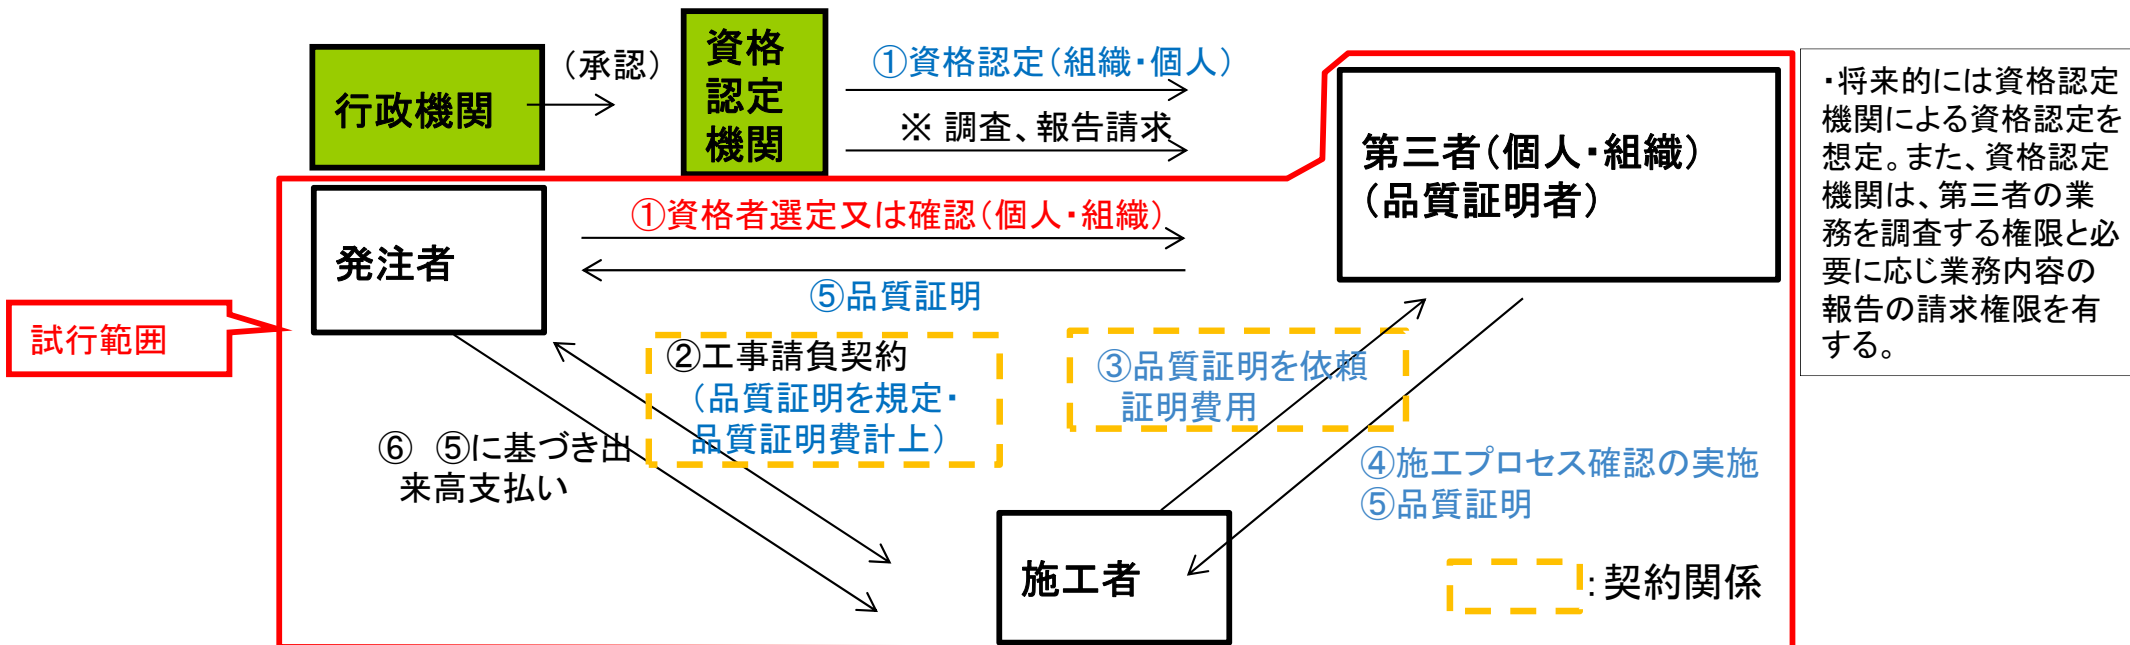 行政機関
(承認)
資格
認定
機関
①資格認定(組織・個人)
※ 調査、報告請求
第三者(個人・組織)
(品質証明者)
・将来的には資格認定
機関による資格認定を
想定。また、資格認定
機関は、第三者の業
務を調査する権限と必
要に応じ業務内容の
報告の請求権限を有
する。
発注者
①資格者選定又は確認(個人・組織)
⑤品質証明
試行範囲
②工事請負契約
(品質証明を規定・
品質証明費計上)
③品質証明を依頼
証明費用
⑥ ⑤に基づき出
来高支払い
④施工プロセス確認の実施
⑤品質証明
施工者
:契約関係